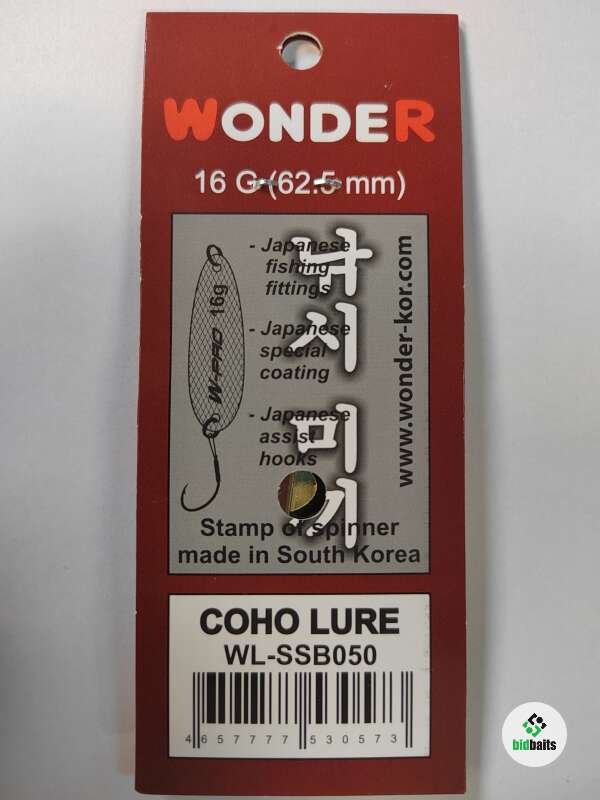 WONDER
16 G (62.5 mm)
- Japanese
fishing
fittings
- Japanese
special
coating
- Japanese
assist
hooks
W-PRO 16g
낚시 미끼
www.wonder-kor.com
Stamp of spinner
made in South Korea
COHO LURE
WL-SSB050
4 657777 530573
bidbaits